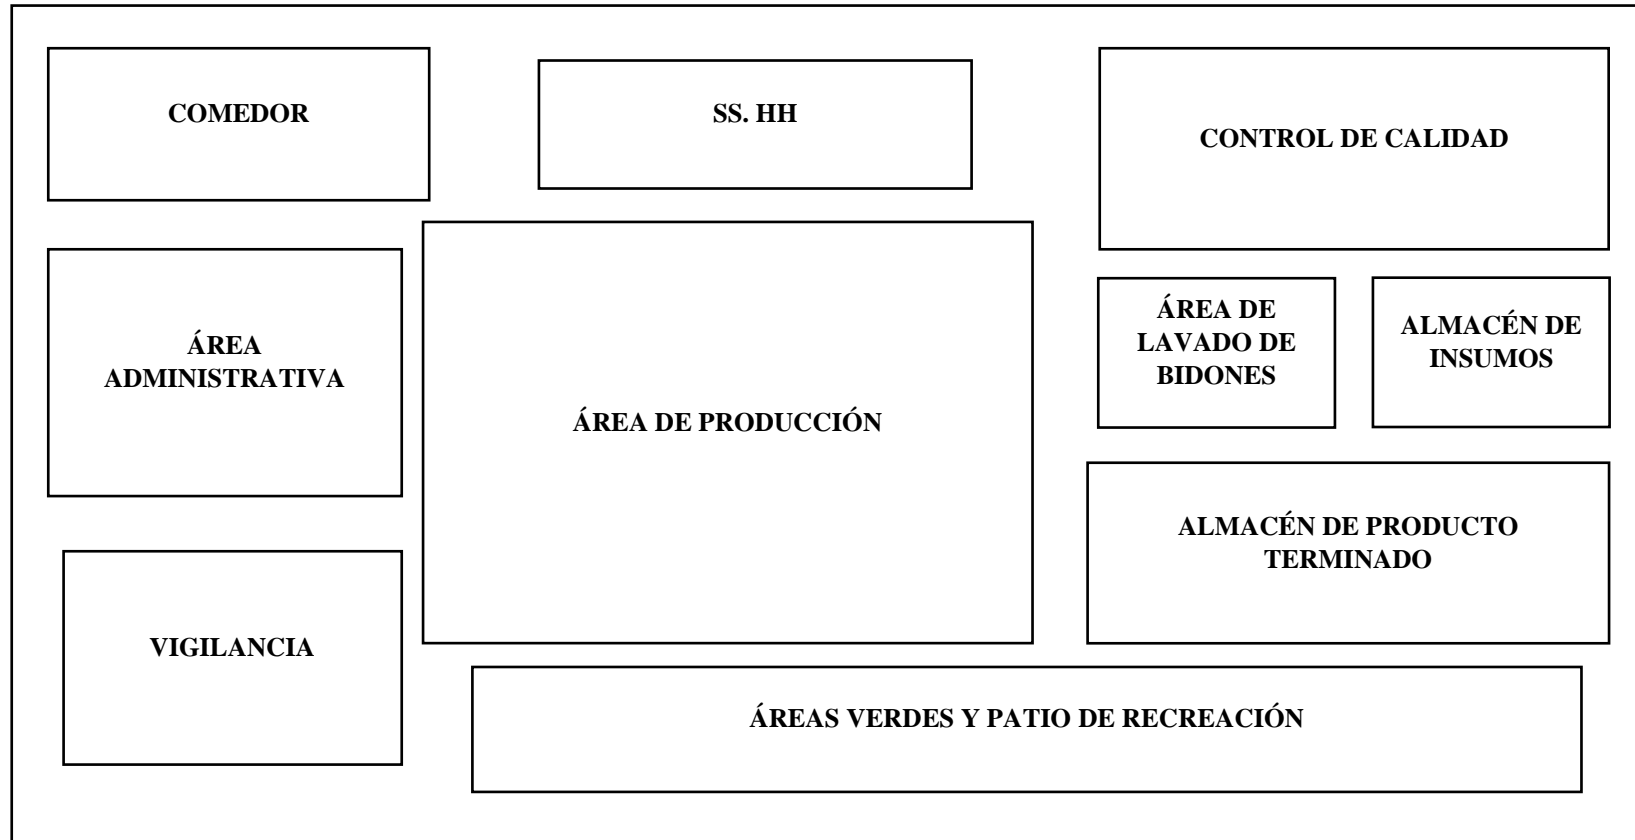 COMEDOR
SS. HH
CONTROL DE CALIDAD
ÁREA
ADMINISTRATIVA
ÁREA DE PRODUCCIÓN
ÁREA DE
LAVADO DE
BIDONES
ALMACÉN DE
INSUMOS
ALMACÉN DE PRODUCTO
TERMINADO
VIGILANCIA
ÁREAS VERDES Y PATIO DE RECREACIÓN